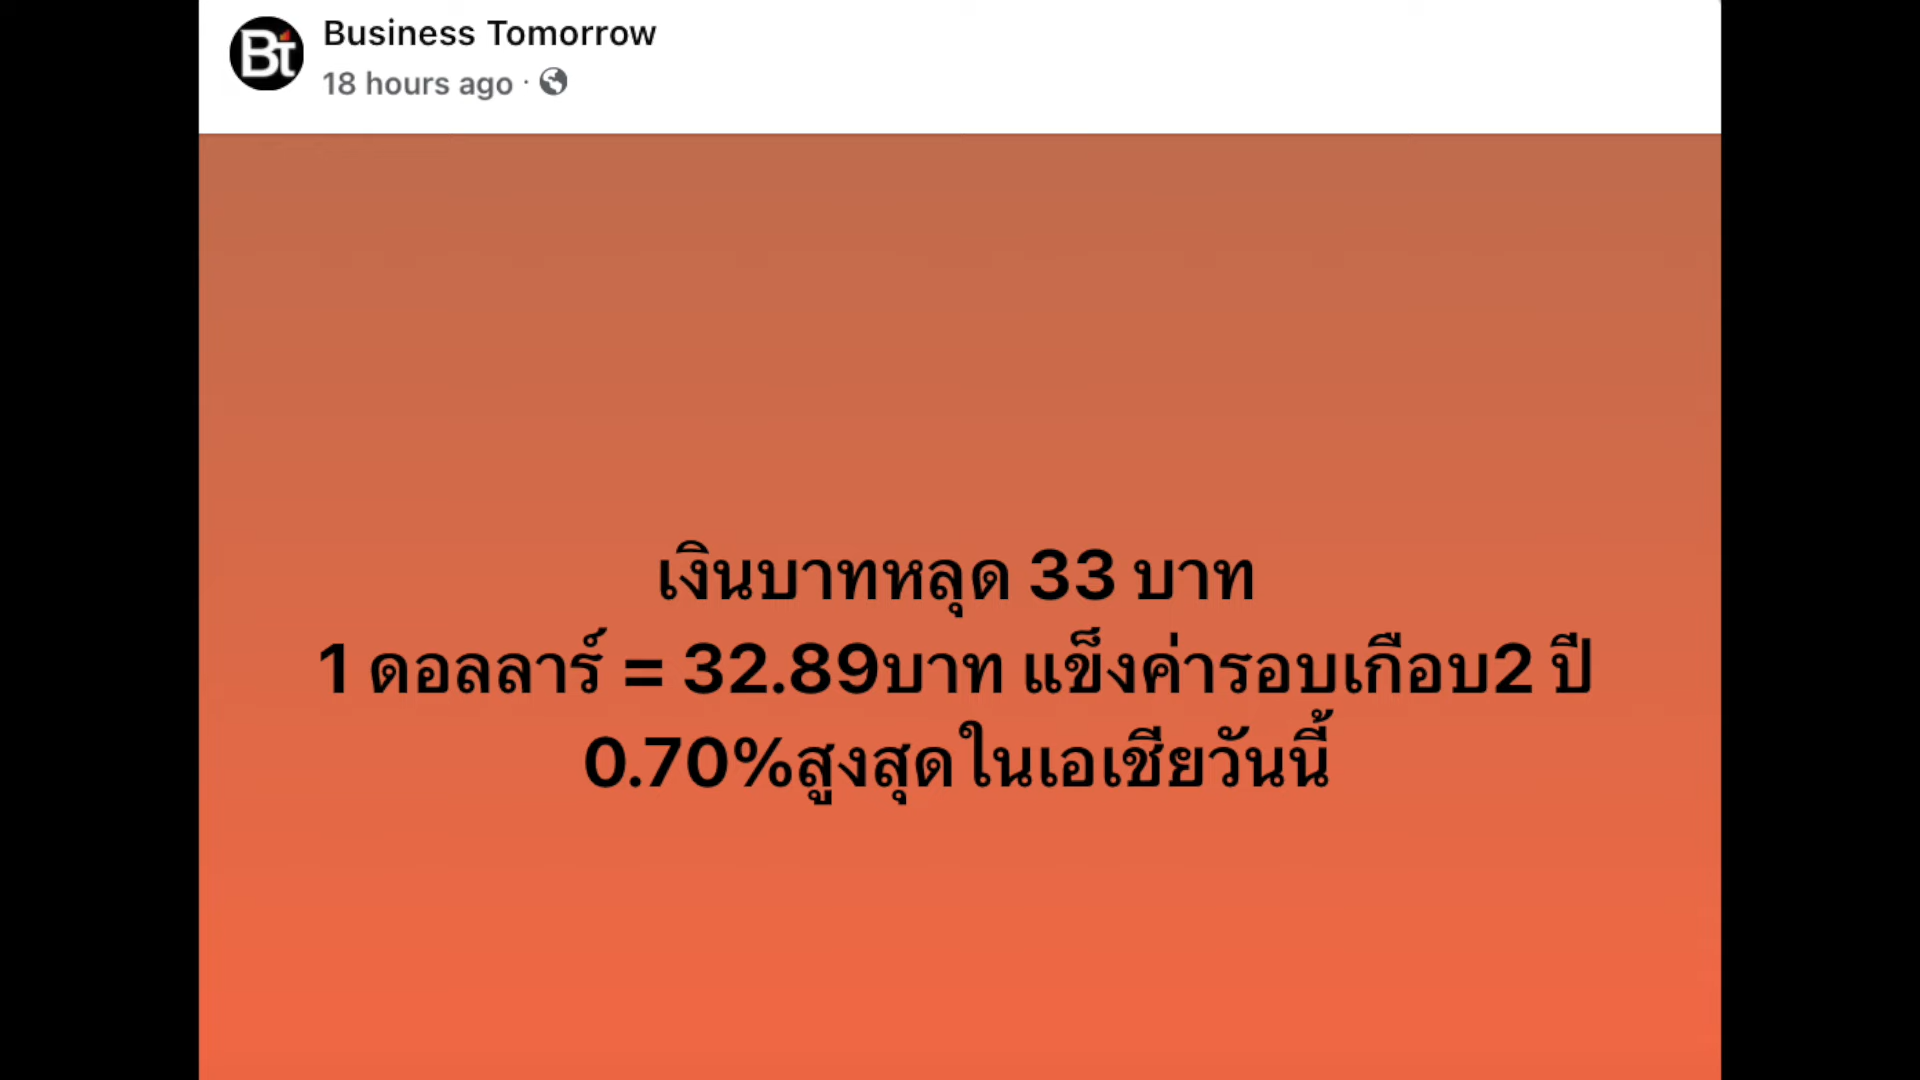 Bt
Business Tomorrow
18 hours ago ·
เงินบาทหลุด 33 บาท
1 ดอลลาร์ = 32.89บาท แข็งค่ารอบเกือบ2 ปี
0.70%สูงสุดในเอเชียวันนี้